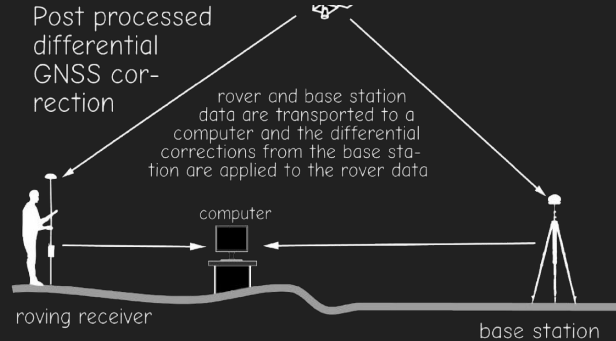 Post processed
differential
GNSS cor-
rection
rover and base station
data are transported to a
computer and the differential
corrections from the base sta-
tion are applied to the rover data
computer
roving receiver
base station